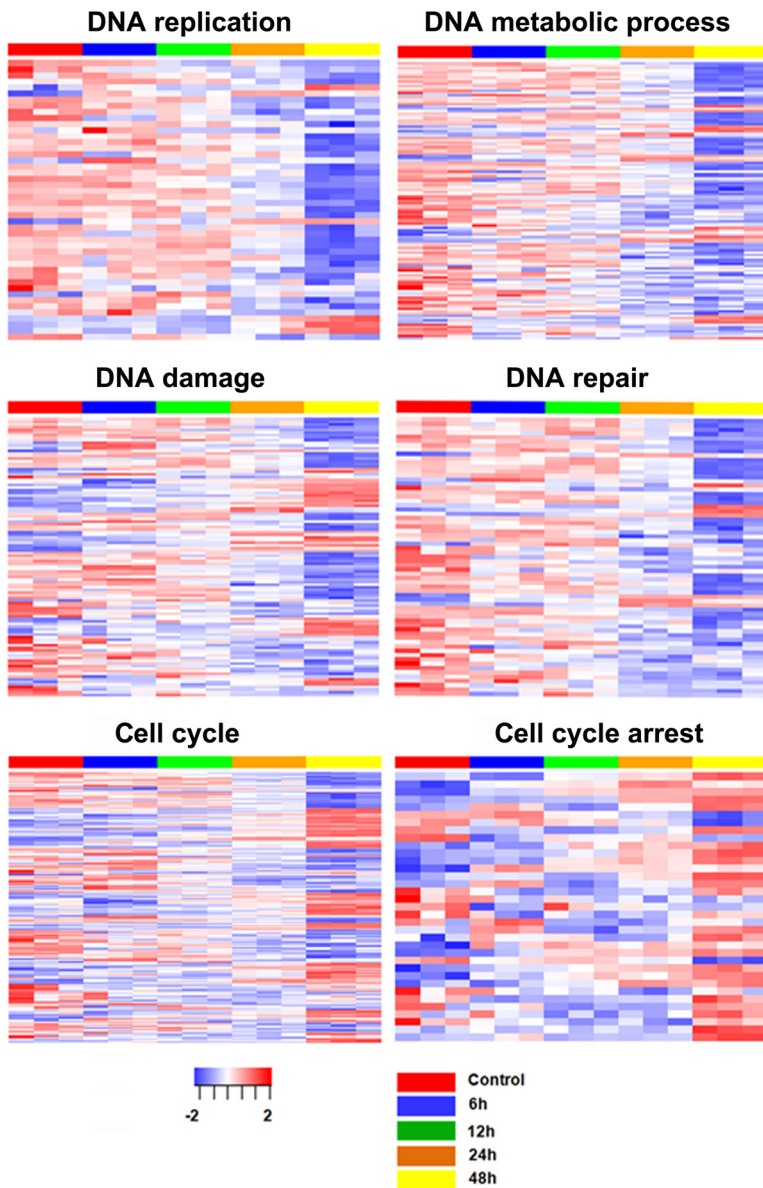 DNA replication
DNA metabolic process
DNA damage
DNA repair
Cell cycle
Cell cycle arrest
-2
2
Control
6h
12h
24h
48h